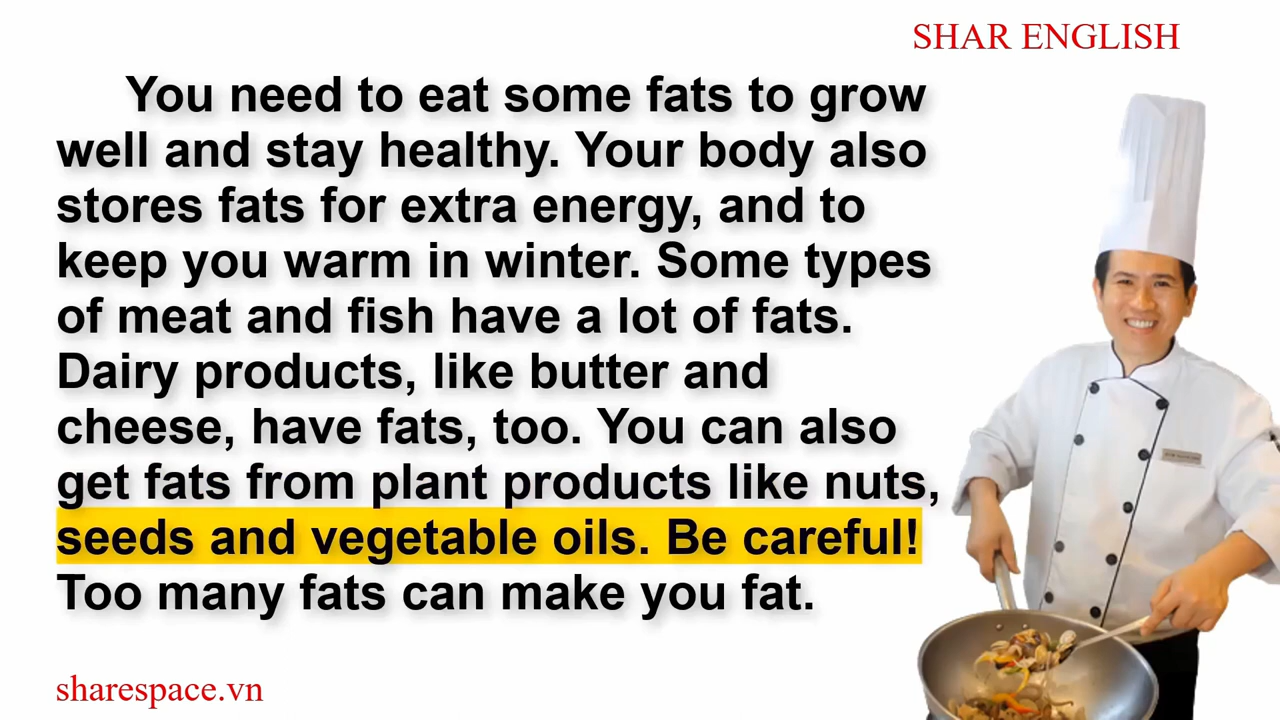 SHAR ENGLISH
You need to eat some fats to grow
well and stay healthy. Your body also
stores fats for extra energy, and to
keep you warm in winter. Some types
of meat and fish have a lot of fats.
Dairy products, like butter and
cheese, have fats, too. You can also
get fats from plant products like nuts,
seeds and vegetable oils. Be careful!
Too many fats can make you fat.
sharespace.vn